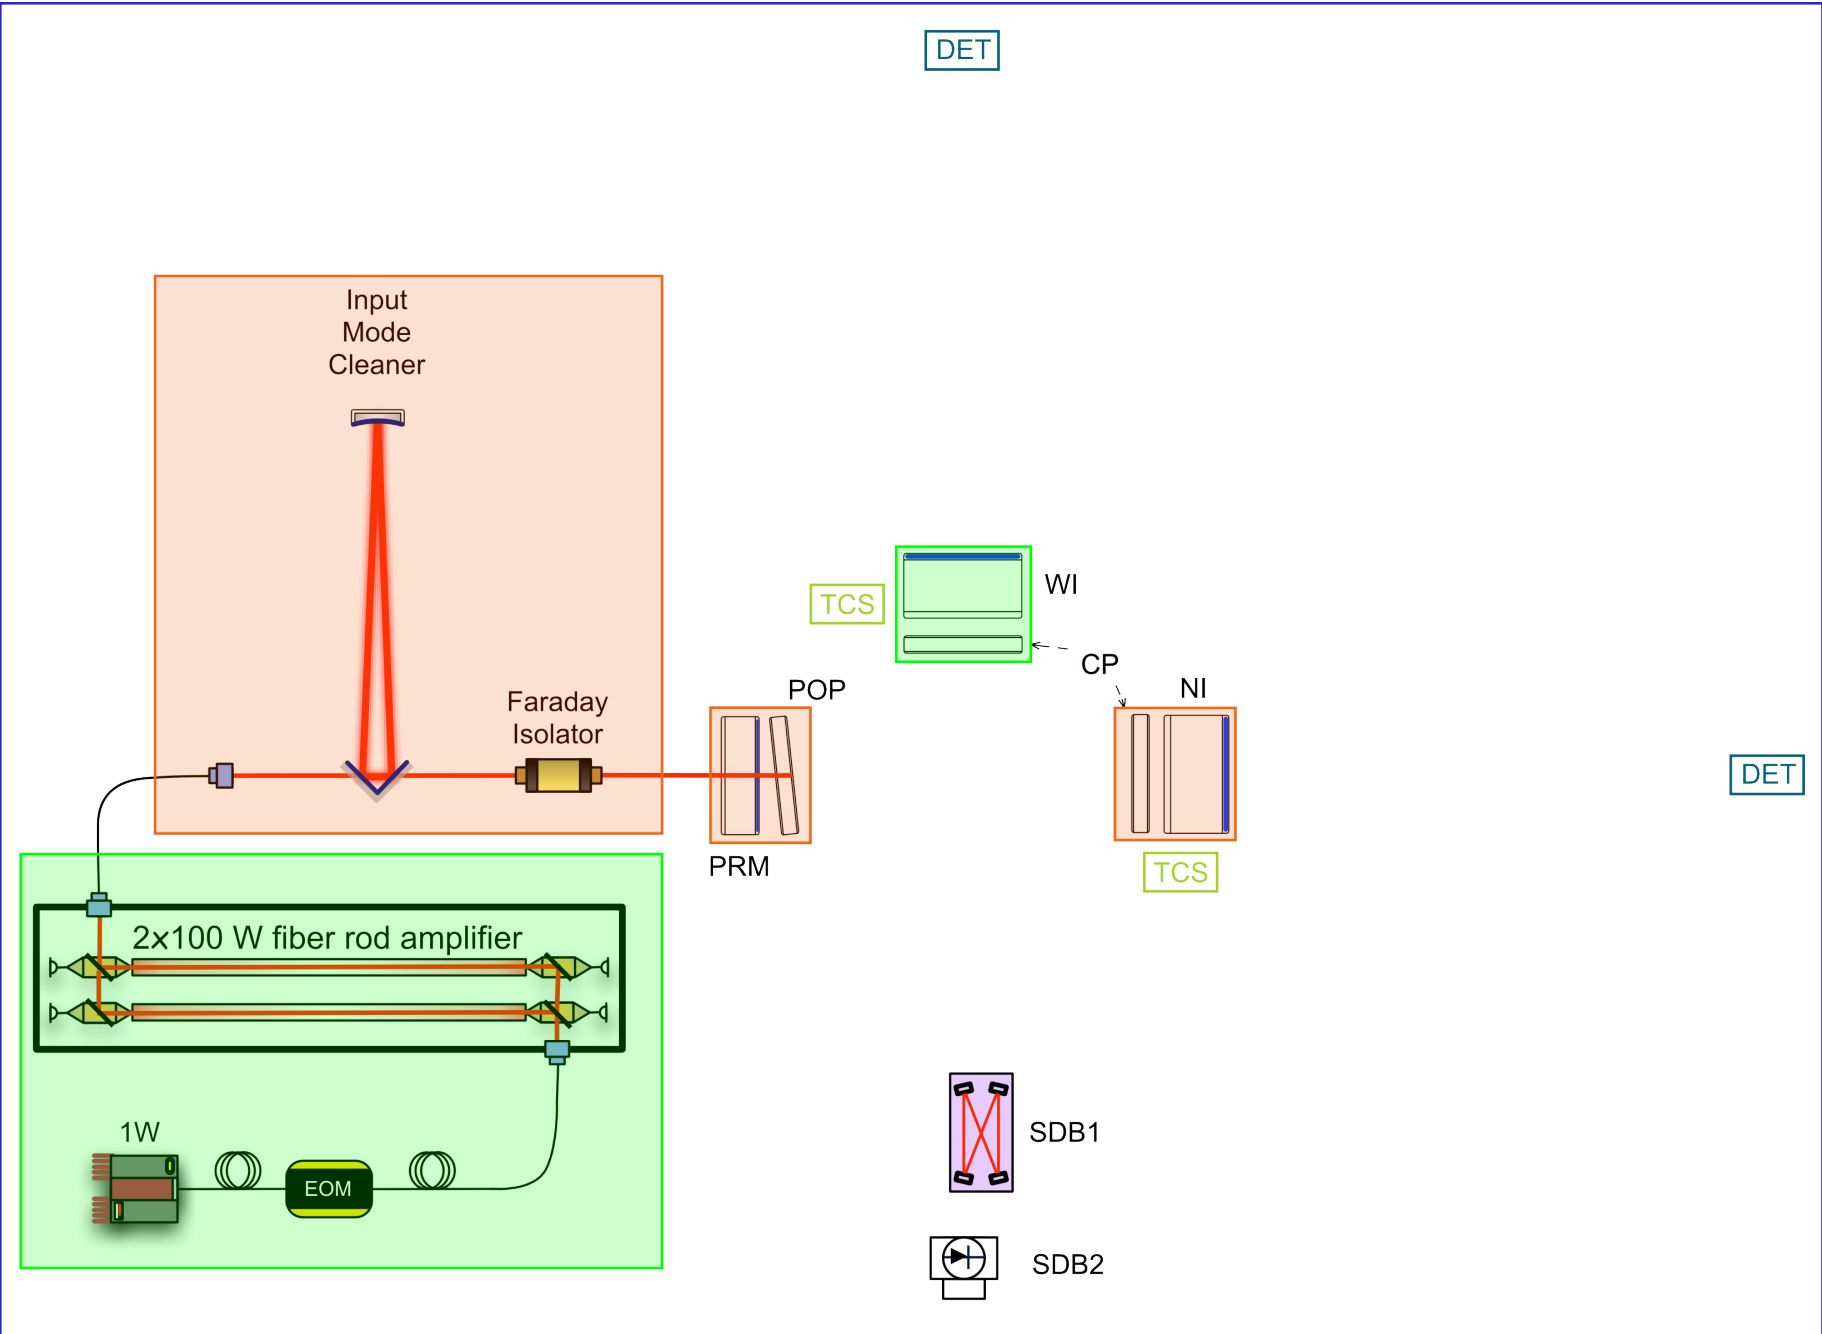 DET
Input
Mode
Cleaner
WI
TCS
CP
NI
POP
Faraday
Isolator
DET
PRM
TCS
2x100 W fiber rod amplifier
1W
EOM
SDB1
SDB2